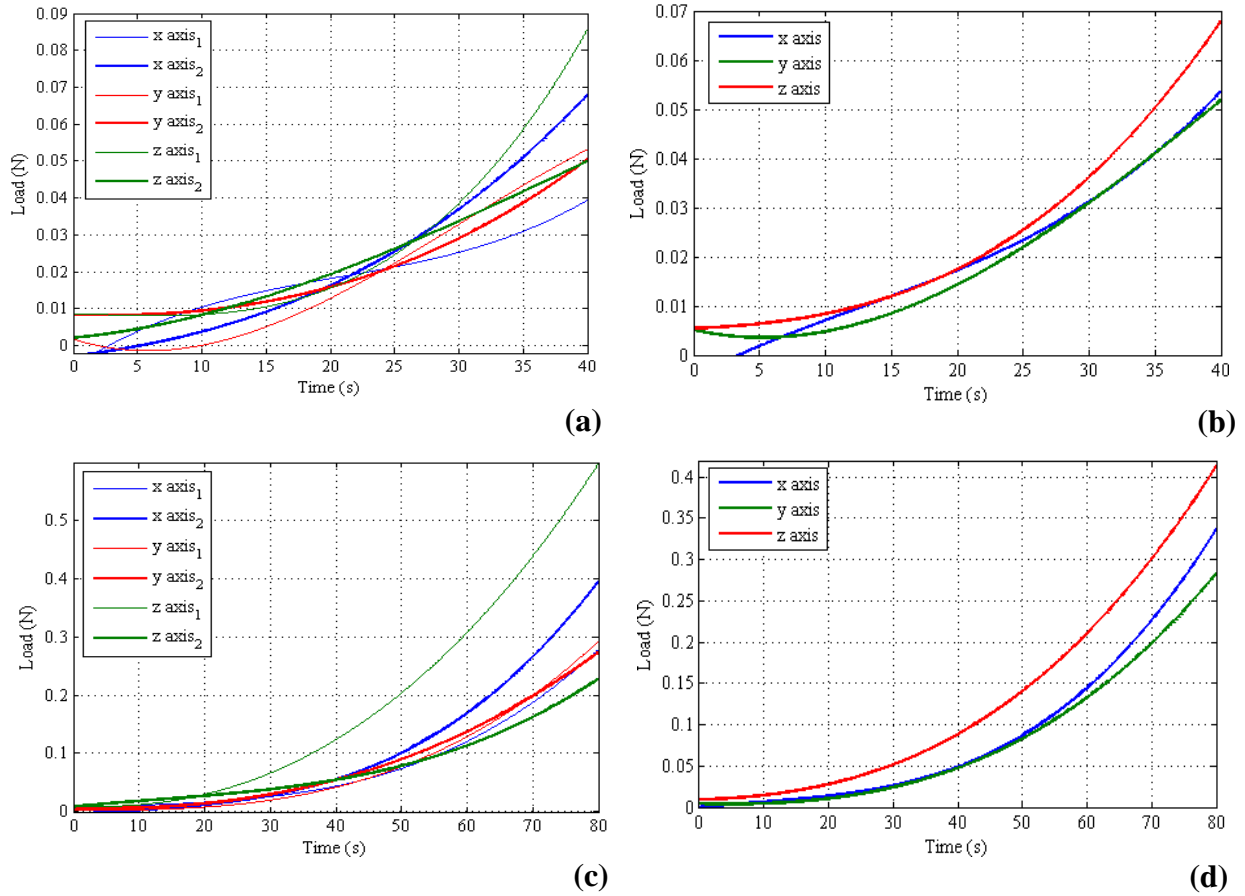 0.09
0.08
0.07
0.06
0.05
0.04
0.03
0.02
0.01
0
Load (N)
x axis1
x axis2
y axis1
y axis2
z axis1
z axis2
0 5 10 15 20 25 30 35 40
Time (s)
(a)
0.07
0.06
0.05
0.04
0.03
0.02
0.01
0
Load (N)
x axis
y axis
z axis
0 5 10 15 20 25 30 35 40
Time (s)
(b)
0.5
0.4
0.3
0.2
0.1
0
Load (N)
x axis1
x axis2
y axis1
y axis2
z axis1
z axis2
0 10 20 30 40 50 60 70 80
Time (s)
(c)
0.4
0.35
0.3
0.25
0.2
0.15
0.1
0.05
0
Load (N)
x axis
y axis
z axis
0 10 20 30 40 50 60 70 80
Time (s)
(d)